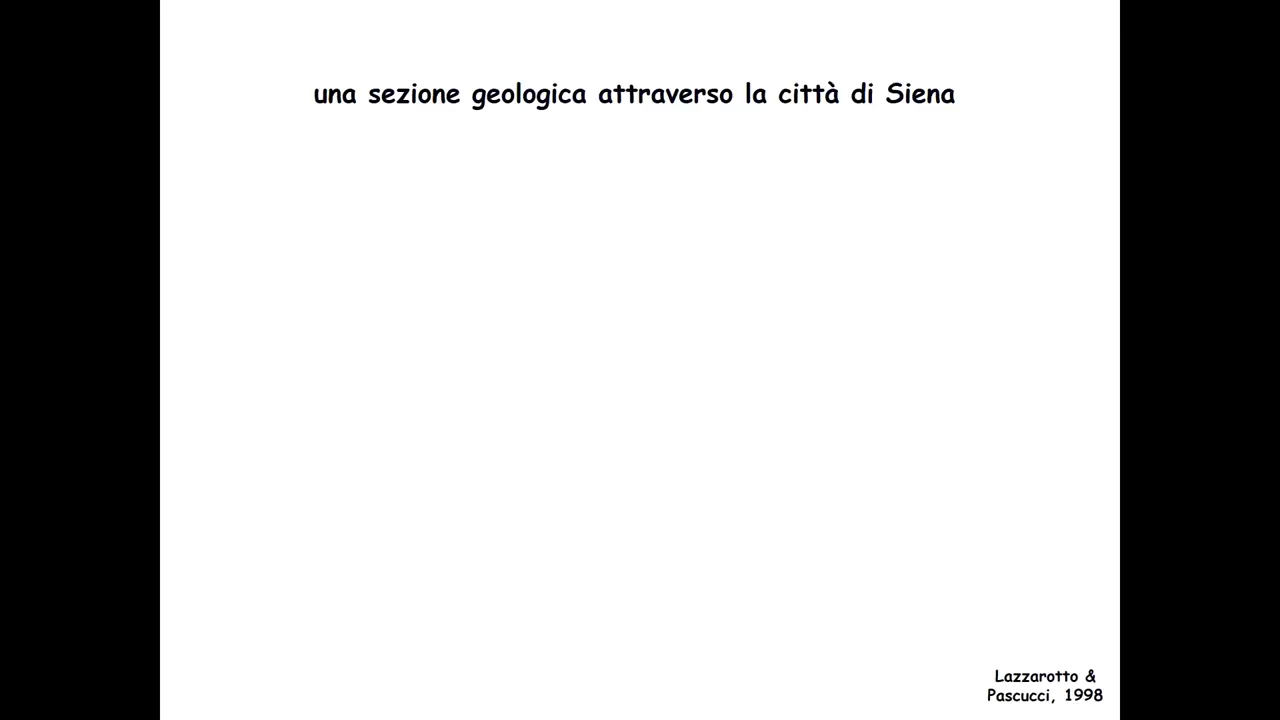 una sezione geologica attraverso la città di Siena
Lazzarotto &
Pascucci, 1998